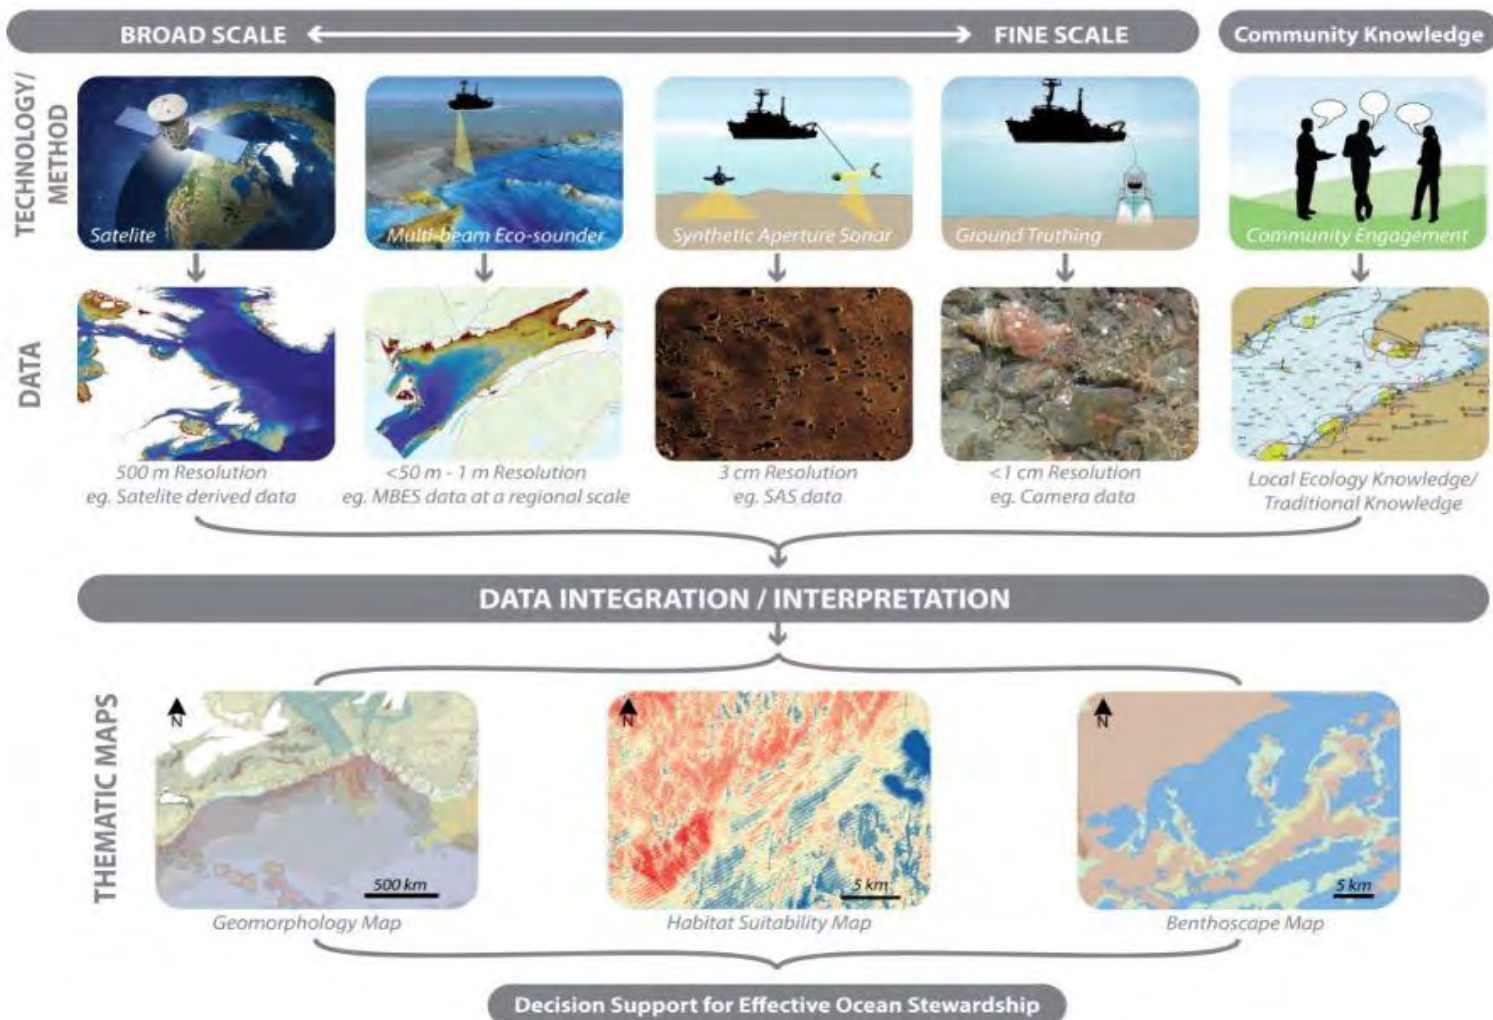 BROAD SCALE
FINE SCALE
Community Knowledge
TECHNOLOGY/
METHOD
Satelite
Multi-beam Eco-sounder
Synthetic Aperture Sonar
Ground Truthing
Community Engagement
DATA
500 m Resolution
eg. Satelite derived data
<50 m - 1 m Resolution
eg. MBES data at a regional scale
3 cm Resolution
eg. SAS data
<1 cm Resolution
eg. Camera data
Local Ecology Knowledge/
Traditional Knowledge
DATA INTEGRATION / INTERPRETATION
THEMATIC MAPS
N
500 km
Geomorphology Map
N
5 km
Habitat Suitability Map
N
5 km
Benthoscape Map
Decision Support for Effective Ocean Stewardship